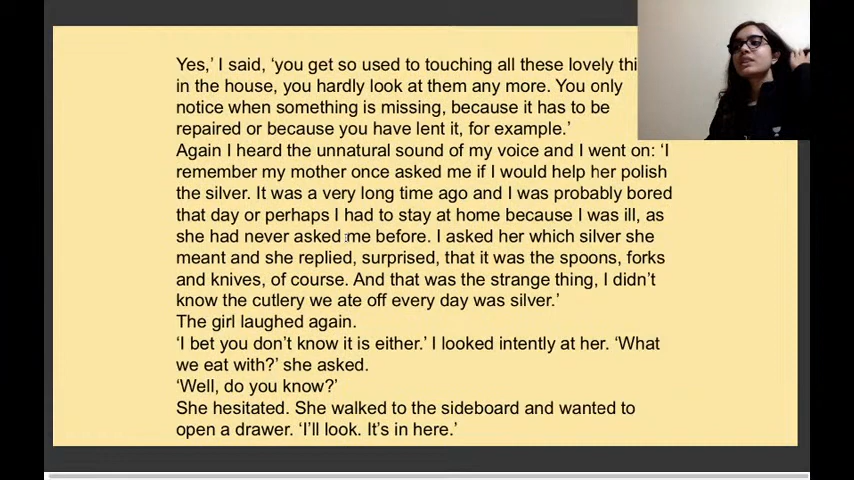 Yes,’ I said, ‘you get so used to touching all these lovely
in the house, you hardly look at them any more. You only
notice when something is missing, because it has to be
repaired or because you have lent it, for example.’
Again I heard the unnatural sound of my voice and I went on: ‘I
remember my mother once asked me if I would help her polish
the silver. It was a very long time ago and I was probably bored
that day or perhaps I had to stay at home because I was ill, as
she had never asked me before. I asked her which silver she
meant and she replied, surprised, that it was the spoons, forks
and knives, of course. And that was the strange thing, I didn’t
know the cutlery we ate off every day was silver.’
The girl laughed again.
‘I bet you don’t know it is either.’ I looked intently at her. ‘What
we eat with?’ she asked.
‘Well, do you know?’
She hesitated. She walked to the sideboard and wanted to
open a drawer. ‘I’ll look. It’s in here.’